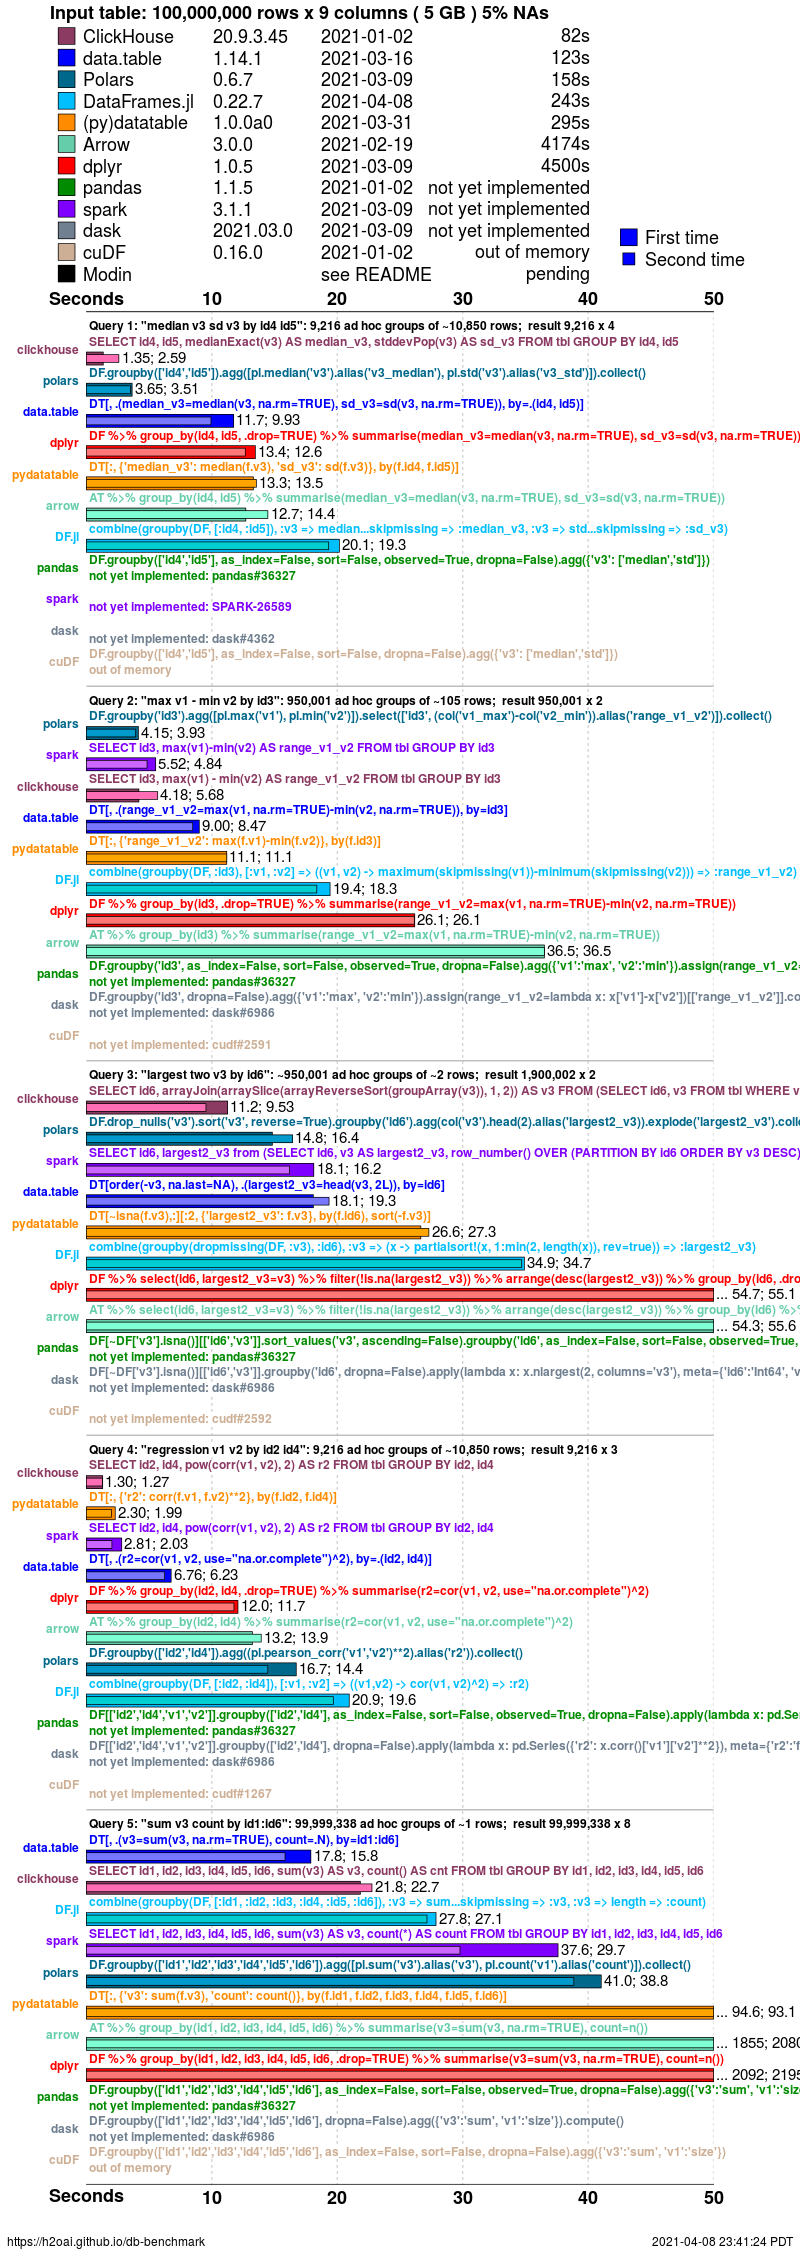 Input table: 100,000,000 rows x 9 columns ( 5 GB ) 5% NAs
ClickHouse 20.9.3.45 2021-01-02 82s
data.table 1.14.1 2021-03-16 123s
Polars 0.6.7 2021-03-09 158s
DataFrames.jl 0.22.7 2021-04-08 243s
(py)datatable 1.0.0a0 2021-03-31 295s
Arrow 3.0.0 2021-02-19 4174s
dplyr 1.0.5 2021-03-09 4500s
pandas 1.1.5 2021-01-02 not yet implemented
spark 3.1.1 2021-03-09 not yet implemented
dask 2021.03.0 2021-03-09 not yet implemented
cuDF 0.16.0 2021-01-02 out of memory
Modin see README pending
First time
Second time
Seconds 10 20 30 40 50
Query 1: "median v3 sd v3 by id4 id5": 9,216 ad hoc groups of ~10,850 rows; result 9,216 x 4
SELECT id4, id5, medianExact(v3) AS median_v3, stddevPop(v3) AS sd_v3 FROM tbl GROUP BY id4, id5
clickhouse 1.35; 2.59
DF.groupby(['id4','id5']).agg([pl.median('v3').alias('v3_median'), pl.std('v3').alias('v3_std')]).collect()
polars 3.65; 3.51
DT[, .(median_v3=median(v3, na.rm=TRUE), sd_v3=sd(v3, na.rm=TRUE)), by=.(id4, id5)]
data.table 11.7; 9.93
DF %>% group_by(id4, id5, .drop=TRUE) %>% summarise(median_v3=median(v3, na.rm=TRUE), sd_v3=sd(v3, na.rm=TRUE))
dplyr 13.4; 12.6
DT[:, {'median_v3': median(f.v3), 'sd_v3': sd(f.v3)}, by(f.id4, f.id5)]
pydatatable 13.3; 13.5
AT %>% group_by(id4, id5) %>% summarise(median_v3=median(v3, na.rm=TRUE), sd_v3=sd(v3, na.rm=TRUE))
arrow 12.7; 14.4
combine(groupby(DF, [:id4, :id5]), :v3 => median...skipmissing => :median_v3, :v3 => std...skipmissing => :sd_v3)
DF.jl 20.1; 19.3
DF.groupby(['id4','id5'], as_index=False, sort=False, observed=True, dropna=False).agg({'v3': ['median','std']})
pandas not yet implemented: pandas#36327
spark not yet implemented: SPARK-26589
dask not yet implemented: dask#4362
DF.groupby(['id4','id5'], as_index=False, sort=False, dropna=False).agg({'v3': ['median','std']})
cuDF out of memory
Query 2: "max v1 - min v2 by id3": 950,001 ad hoc groups of ~105 rows; result 950,001 x 2
DF.groupby('id3').agg([pl.max('v1'), pl.min('v2')]).select(['id3', (col('v1_max')-col('v2_min')).alias('range_v1_v2')]).collect()
polars 4.15; 3.93
SELECT id3, max(v1)-min(v2) AS range_v1_v2 FROM tbl GROUP BY id3
spark 5.52; 4.84
SELECT id3, max(v1) - min(v2) AS range_v1_v2 FROM tbl GROUP BY id3
clickhouse 4.18; 5.68
DT[, .(range_v1_v2=max(v1, na.rm=TRUE)-min(v2, na.rm=TRUE)), by=id3]
data.table 9.00; 8.47
DT[:, {'range_v1_v2': max(f.v1)-min(f.v2)}, by(f.id3)]
pydatatable 11.1; 11.1
combine(groupby(DF, :id3), [:v1, :v2] => ((v1, v2) -> maximum(skipmissing(v1))-minimum(skipmissing(v2))) => :range_v1_v2)
DF.jl 19.4; 18.3
DF %>% group_by(id3, .drop=TRUE) %>% summarise(range_v1_v2=max(v1, na.rm=TRUE)-min(v2, na.rm=TRUE))
dplyr 26.1; 26.1
AT %>% group_by(id3) %>% summarise(range_v1_v2=max(v1, na.rm=TRUE)-min(v2, na.rm=TRUE))
arrow 36.5; 36.5
DF.groupby('id3', as_index=False, sort=False, observed=True, dropna=False).agg({'v1':'max', 'v2':'min'}).assign(range_v1_v2=
pandas not yet implemented: pandas#36327
DF.groupby('id3', dropna=False).agg({'v1':'max', 'v2':'min'}).assign(range_v1_v2=lambda x: x['v1']-x['v2'])[['range_v1_v2']].co
dask not yet implemented: dask#6986
cuDF not yet implemented: cudf#2591
Query 3: "largest two v3 by id6": ~950,001 ad hoc groups of ~2 rows; result 1,900,002 x 2
SELECT id6, arrayJoin(arraySlice(arrayReverseSort(groupArray(v3)), 1, 2)) AS v3 FROM (SELECT id6, v3 FROM tbl WHERE v
clickhouse 11.2; 9.53
DF.drop_nulls('v3').sort('v3', reverse=True).groupby('id6').agg(col('v3').head(2).alias('largest2_v3')).explode('largest2_v3').coll
polars 14.8; 16.4
SELECT id6, largest2_v3 from (SELECT id6, v3 AS largest2_v3, row_number() OVER (PARTITION BY id6 ORDER BY v3 DESC)
spark 18.1; 16.2
DT[order(-v3, na.last=NA), .(largest2_v3=head(v3, 2L)), by=id6]
data.table 18.1; 19.3
DT[~isna(f.v3),:][:2, {'largest2_v3': f.v3}, by(f.id6), sort(-f.v3)]
pydatatable 26.6; 27.3
combine(groupby(dropmissing(DF, :v3), :id6), :v3 => (x -> partialsort!(x, 1:min(2, length(x)), rev=true)) => :largest2_v3)
DF.jl 34.9; 34.7
DF %>% select(id6, largest2_v3=v3) %>% filter(!is.na(largest2_v3)) %>% arrange(desc(largest2_v3)) %>% group_by(id6, .dro
dplyr ... 54.7; 55.1
AT %>% select(id6, largest2_v3=v3) %>% filter(!is.na(largest2_v3)) %>% arrange(desc(largest2_v3)) %>% group_by(id6) %>%
arrow ... 54.3; 55.6
DF[~DF['v3'].isna()][['id6','v3']].sort_values('v3', ascending=False).groupby('id6', as_index=False, sort=False, observed=True,
pandas not yet implemented: pandas#36327
DF[~DF['v3'].isna()][['id6','v3']].groupby('id6', dropna=False).apply(lambda x: x.nlargest(2, columns='v3'), meta={'id6':'Int64', 'v
dask not yet implemented: dask#6986
cuDF not yet implemented: cudf#2592
Query 4: "regression v1 v2 by id2 id4": 9,216 ad hoc groups of ~10,850 rows; result 9,216 x 3
SELECT id2, id4, pow(corr(v1, v2), 2) AS r2 FROM tbl GROUP BY id2, id4
clickhouse 1.30; 1.27
DT[:, {'r2': corr(f.v1, f.v2)**2}, by(f.id2, f.id4)]
pydatatable 2.30; 1.99
SELECT id2, id4, pow(corr(v1, v2), 2) AS r2 FROM tbl GROUP BY id2, id4
spark 2.81; 2.03
DT[, .(r2=cor(v1, v2, use="na.or.complete")^2), by=.(id2, id4)]
data.table 6.76; 6.23
DF %>% group_by(id2, id4, .drop=TRUE) %>% summarise(r2=cor(v1, v2, use="na.or.complete")^2)
dplyr 12.0; 11.7
AT %>% group_by(id2, id4) %>% summarise(r2=cor(v1, v2, use="na.or.complete")^2)
arrow 13.2; 13.9
DF.groupby(['id2','id4']).agg((pl.pearson_corr('v1','v2')**2).alias('r2')).collect()
polars 16.7; 14.4
combine(groupby(DF, [:id2, :id4]), [:v1, :v2] => ((v1,v2) -> cor(v1, v2)^2) => :r2)
DF.jl 20.9; 19.6
DF[['id2','id4','v1','v2']].groupby(['id2','id4'], as_index=False, sort=False, observed=True, dropna=False).apply(lambda x: pd.Se
pandas not yet implemented: pandas#36327
DF[['id2','id4','v1','v2']].groupby(['id2','id4'], dropna=False).apply(lambda x: pd.Series({'r2': x.corr()['v1']['v2']**2}), meta={'r2':'f
dask not yet implemented: dask#6986
cuDF not yet implemented: cudf#1267
Query 5: "sum v3 count by id1:id6": 99,999,338 ad hoc groups of ~1 rows; result 99,999,338 x 8
DT[, .(v3=sum(v3, na.rm=TRUE), count=.N), by=id1:id6]
data.table 17.8; 15.8
SELECT id1, id2, id3, id4, id5, id6, sum(v3) AS v3, count() AS cnt FROM tbl GROUP BY id1, id2, id3, id4, id5, id6
clickhouse 21.8; 22.7
combine(groupby(DF, [:id1, :id2, :id3, :id4, :id5, :id6]), :v3 => sum...skipmissing => :v3, :v3 => length => :count)
DF.jl 27.8; 27.1
SELECT id1, id2, id3, id4, id5, id6, sum(v3) AS v3, count(*) AS count FROM tbl GROUP BY id1, id2, id3, id4, id5, id6
spark 37.6; 29.7
DF.groupby(['id1','id2','id3','id4','id5','id6']).agg([pl.sum('v3').alias('v3'), pl.count('v1').alias('count')]).collect()
polars 41.0; 38.8
DT[:, {'v3': sum(f.v3), 'count': count()}, by(f.id1, f.id2, f.id3, f.id4, f.id5, f.id6)]
pydatatable ... 94.6; 93.1
AT %>% group_by(id1, id2, id3, id4, id5, id6) %>% summarise(v3=sum(v3, na.rm=TRUE), count=n())
arrow ... 1855; 2080
DF %>% group_by(id1, id2, id3, id4, id5, id6, .drop=TRUE) %>% summarise(v3=sum(v3, na.rm=TRUE), count=n())
dplyr ... 2092; 2195
DF.groupby(['id1','id2','id3','id4','id5','id6'], as_index=False, sort=False, observed=True, dropna=False).agg({'v3':'sum', 'v1':'size
pandas not yet implemented: pandas#36327
DF.groupby(['id1','id2','id3','id4','id5','id6'], dropna=False).agg({'v3':'sum', 'v1':'size'}).compute()
dask not yet implemented: dask#6986
DF.groupby(['id1','id2','id3','id4','id5','id6'], as_index=False, sort=False, dropna=False).agg({'v3':'sum', 'v1':'size'})
cuDF out of memory
Seconds 10 20 30 40 50
https://h2oai.github.io/db-benchmark 2021-04-08 23:41:24 PDT